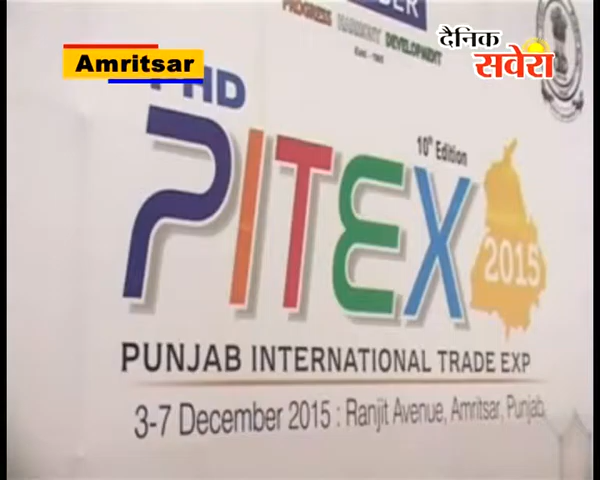 Amritsar
दैनिक
सवेरा
PROGRESS HARMONY DEVELOPMENT
PHD
10th Edition
PITEX
2015
PUNJAB INTERNATIONAL TRADE EXP
3-7 December 2015 : Ranjit Avenue, Amritsar, Punjab